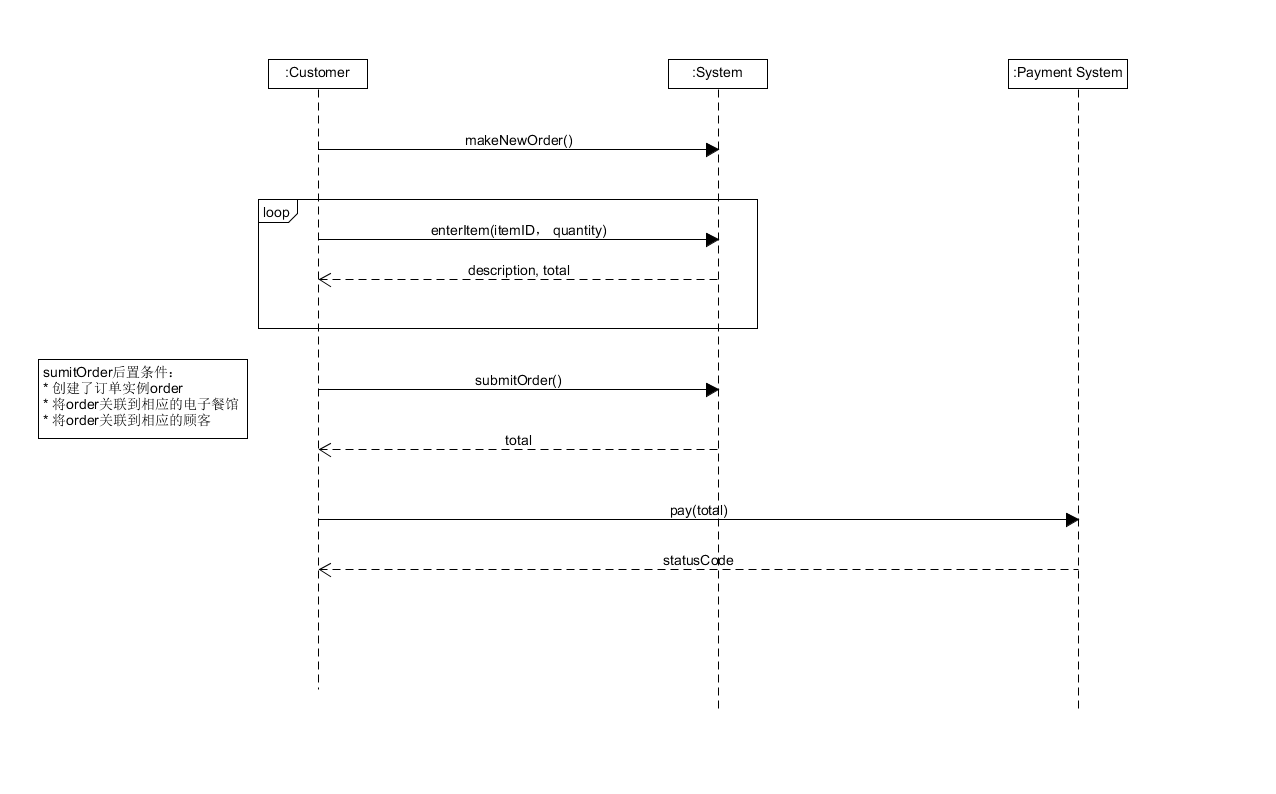 :Customer
:System
:Payment System
makeNewOrder()
loop
enterItem(itemID， quantity)
description, total
sumitOrder后置条件：
* 创建了订单实例order
* 将order关联到相应的电子餐馆
* 将order关联到相应的顾客
submitOrder()
total
pay(total)
statusCode